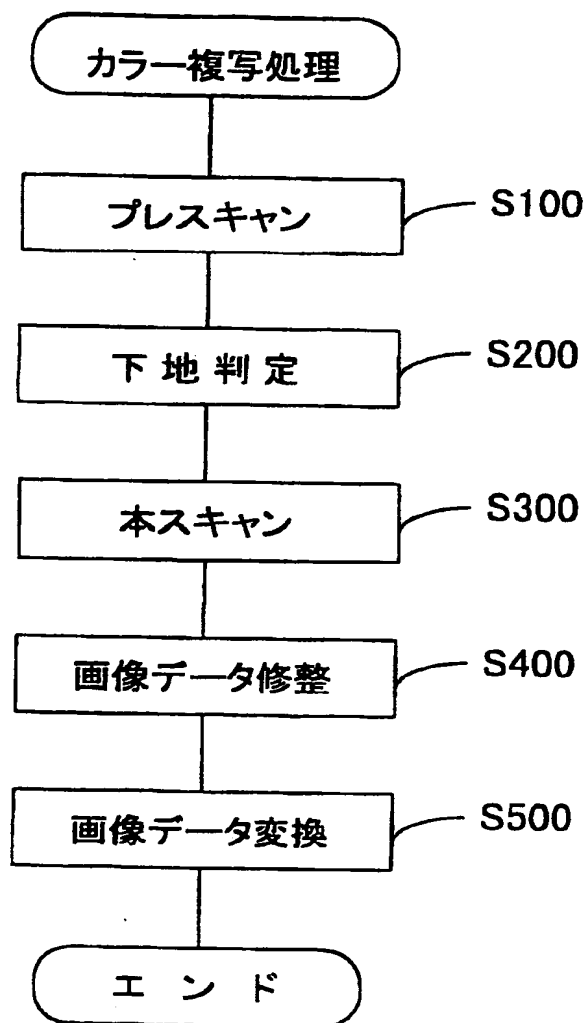 カラー複写処理
プレスキャン
S100
下地判定
S200
本スキャン
S300
画像データ修整
S400
画像データ変換
S500
エンド